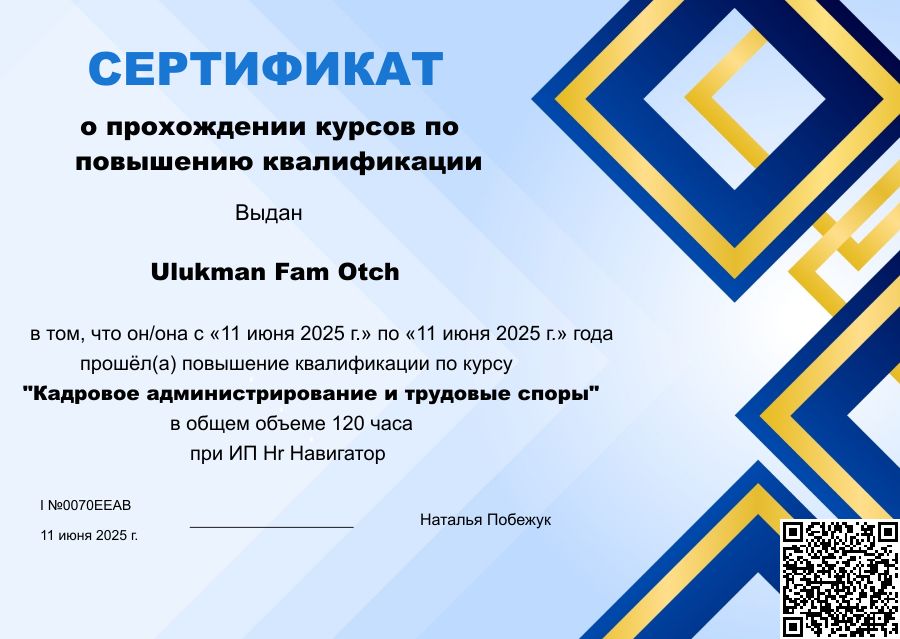 СЕРТИФИКАТ
о прохождении курсов по
повышению квалификации
Выдан
Ulukman Fam Otch
в том, что он/она с «11 июня 2025 г.» по «11 июня 2025 г.» года
прошёл(а) повышение квалификации по курсу
"Кадровое администрирование и трудовые споры"
в общем объеме 120 часа
при ИП Hr Навигатор
I №0070EEAB
11 июня 2025 г.
Наталья Побежук